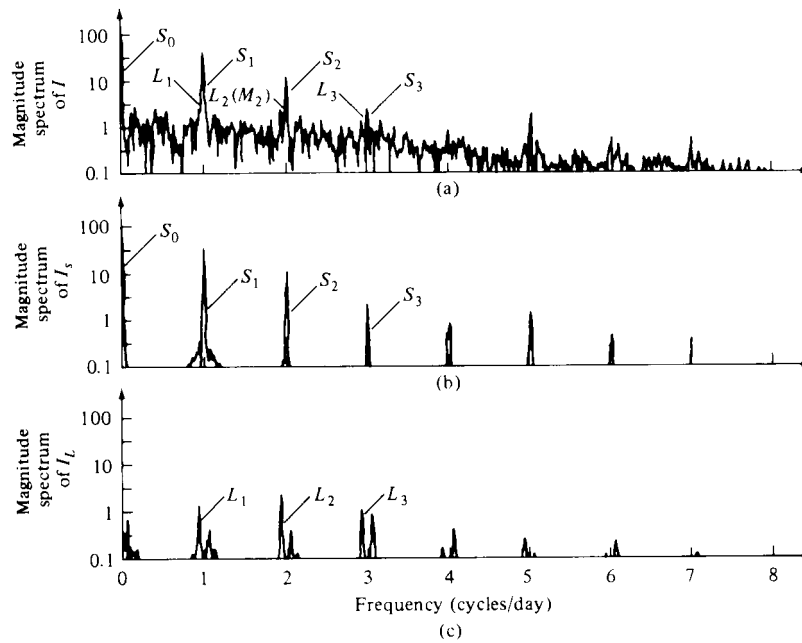 Magnitude spectrum of I
100
10
1
0.1
S₀
L₁
S₁
L₂(M₂)
S₂
L₃
S₃
(a)
Magnitude spectrum of Iₛ
100
10
1
0.1
S₀
S₁
S₂
S₃
(b)
Magnitude spectrum of I_L
100
10
1
0.1
L₁
L₂
L₃
0 1 2 3 4 5 6 7 8
Frequency (cycles/day)
(c)